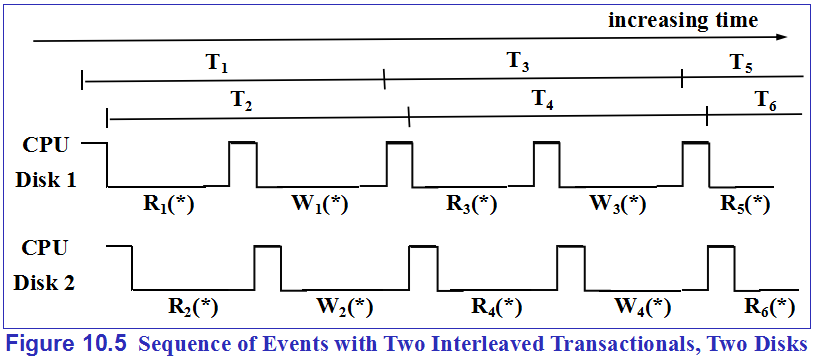 increasing time
T1 T3 T5
T2 T4 T6
CPU
Disk 1
R1(*) W1(*) R3(*) W3(*) R5(*)
CPU
Disk 2
R2(*) W2(*) R4(*) W4(*) R6(*)
Figure 10.5 Sequence of Events with Two Interleaved Transactionals, Two Disks